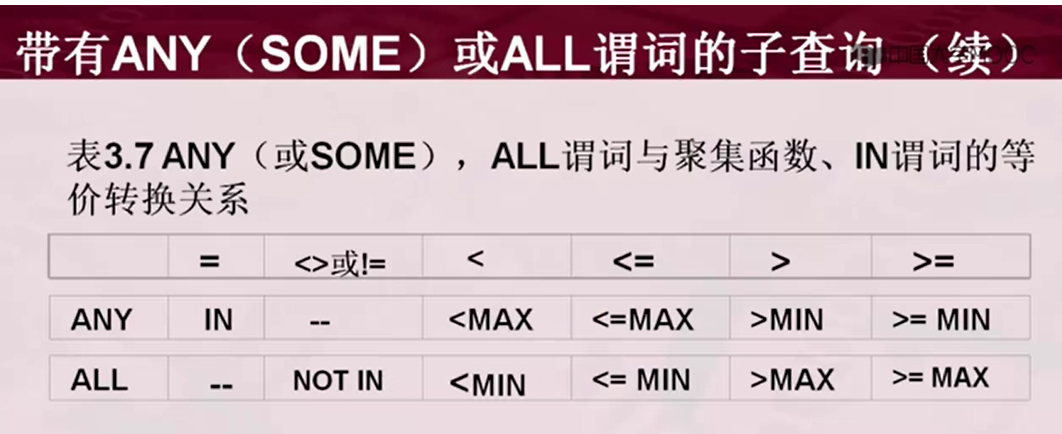 带有ANY（SOME）或ALL谓词的子查询（续）
表3.7 ANY（或SOME），ALL谓词与聚集函数、IN谓词的等
价转换关系
= <>或!= < <= > >=
ANY IN -- <MAX <=MAX >MIN >= MIN
ALL -- NOT IN <MIN <= MIN >MAX >= MAX